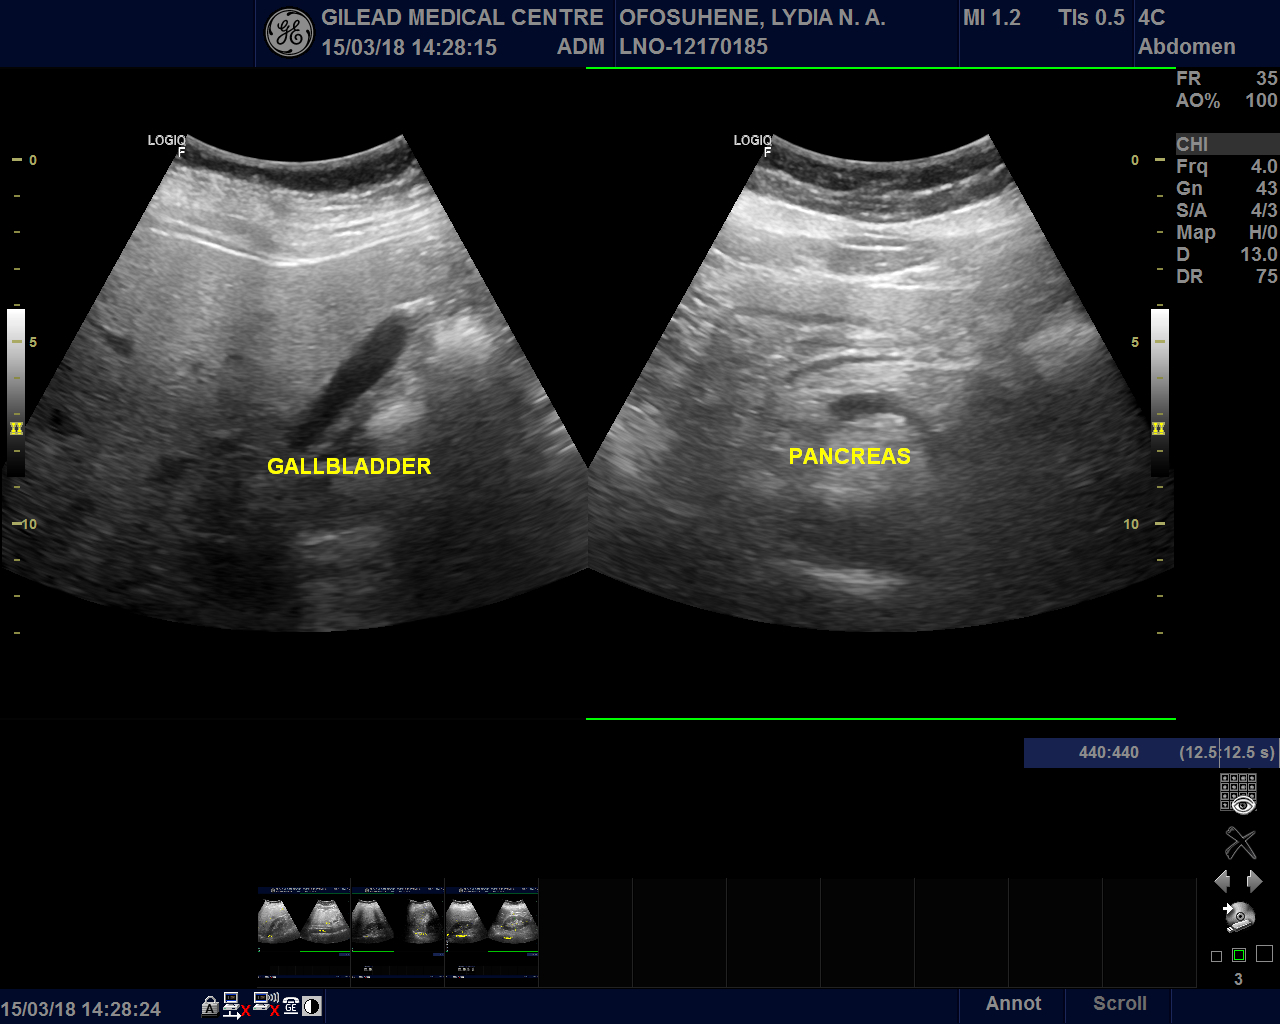 GILEAD MEDICAL CENTRE
15/03/18 14:28:15 ADM
OFOSUHENE, LYDIA N. A.
LNO-12170185
MI 1.2 TIs 0.5
4C
Abdomen
FR 35
AO% 100
CHI
Frq 4.0
Gn 43
S/A 4/3
Map H/0
D 13.0
DR 75
LOGIQ
F
0
5
10
GALLBLADDER
LOGIQ
F
0
5
10
PANCREAS
440:440 (12.5:12.5 s)
3
15/03/18 14:28:24
A
GE
Annot
Scroll